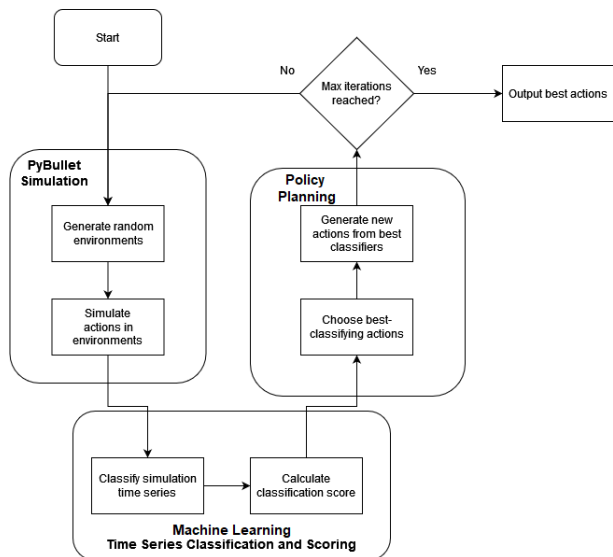 Start
No
Yes
Max iterations
reached?
Output best actions
PyBullet
Simulation
Generate random
environments
Simulate
actions in
environments
Policy
Planning
Generate new
actions from best
classifiers
Choose best-
classifying actions
Classify simulation
time series
Calculate
classification score
Machine Learning
Time Series Classification and Scoring